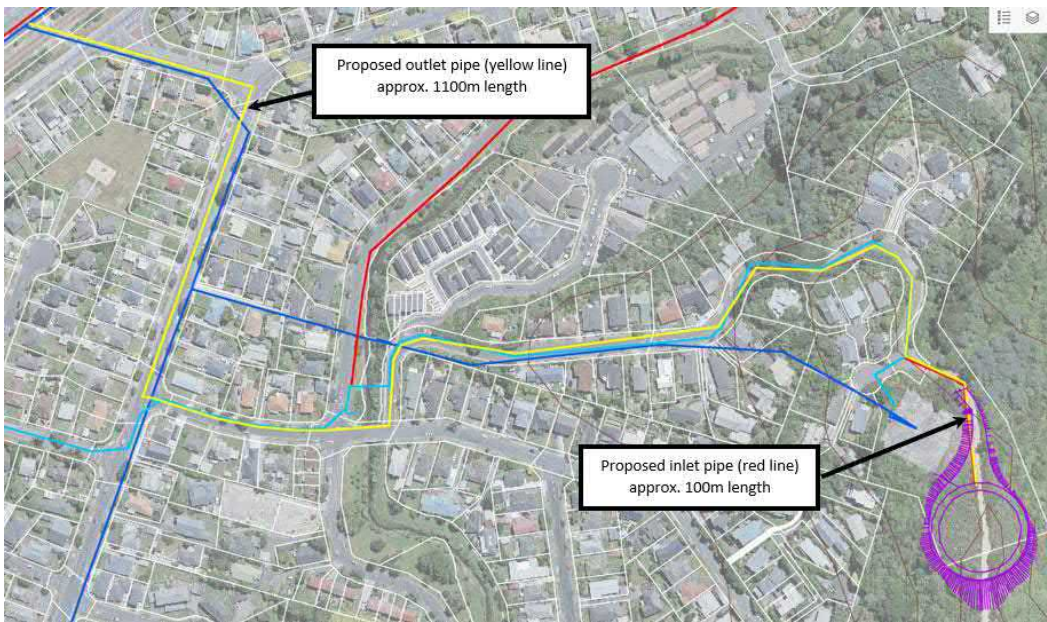 Proposed outlet pipe (yellow line)
approx. 1100m length
Proposed inlet pipe (red line)
approx. 100m length